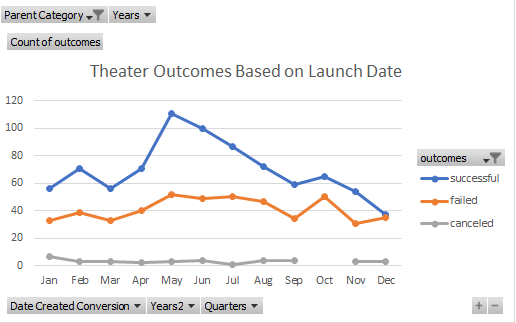 Parent Category Years
Count of outcomes
Theater Outcomes Based on Launch Date
120
100
80
60
40
20
0
Jan Feb Mar Apr May Jun Jul Aug Sep Oct Nov Dec
outcomes
successful
failed
canceled
Date Created Conversion Years2 Quarters
+ −